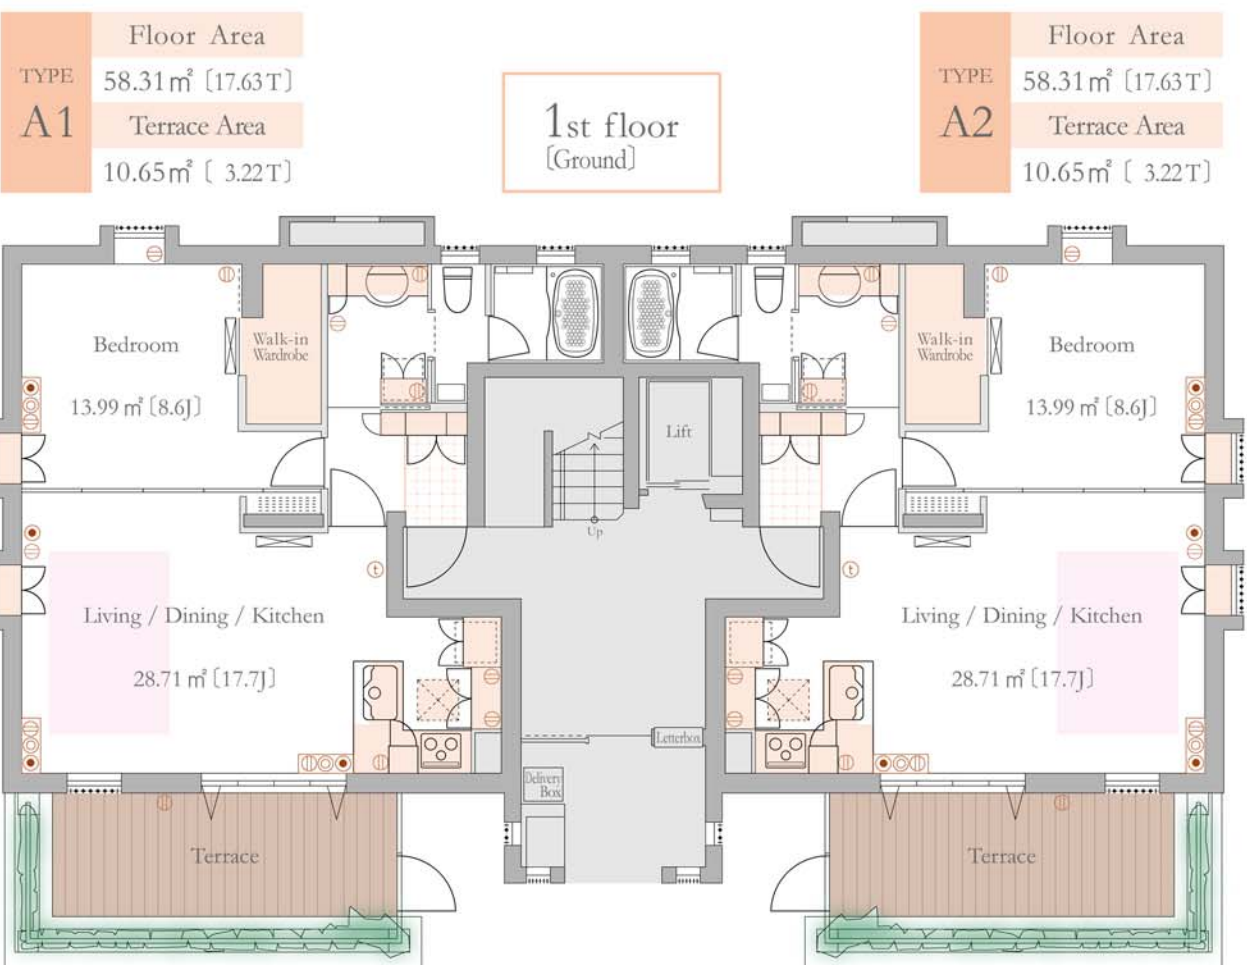 TYPE
A1
Floor Area
58.31㎡ [17.63T]
Terrace Area
10.65㎡ [ 3.22T]
1st floor
[Ground]
TYPE
A2
Floor Area
58.31㎡ [17.63T]
Terrace Area
10.65㎡ [ 3.22T]
Bedroom
13.99㎡ [8.6J]
Walk-in
Wardrobe
Lift
Up
Walk-in
Wardrobe
Bedroom
13.99㎡ [8.6J]
t
t
Living / Dining / Kitchen
28.71㎡ [17.7J]
Living / Dining / Kitchen
28.71㎡ [17.7J]
Letterbox
Delivery
Box
Terrace
Terrace